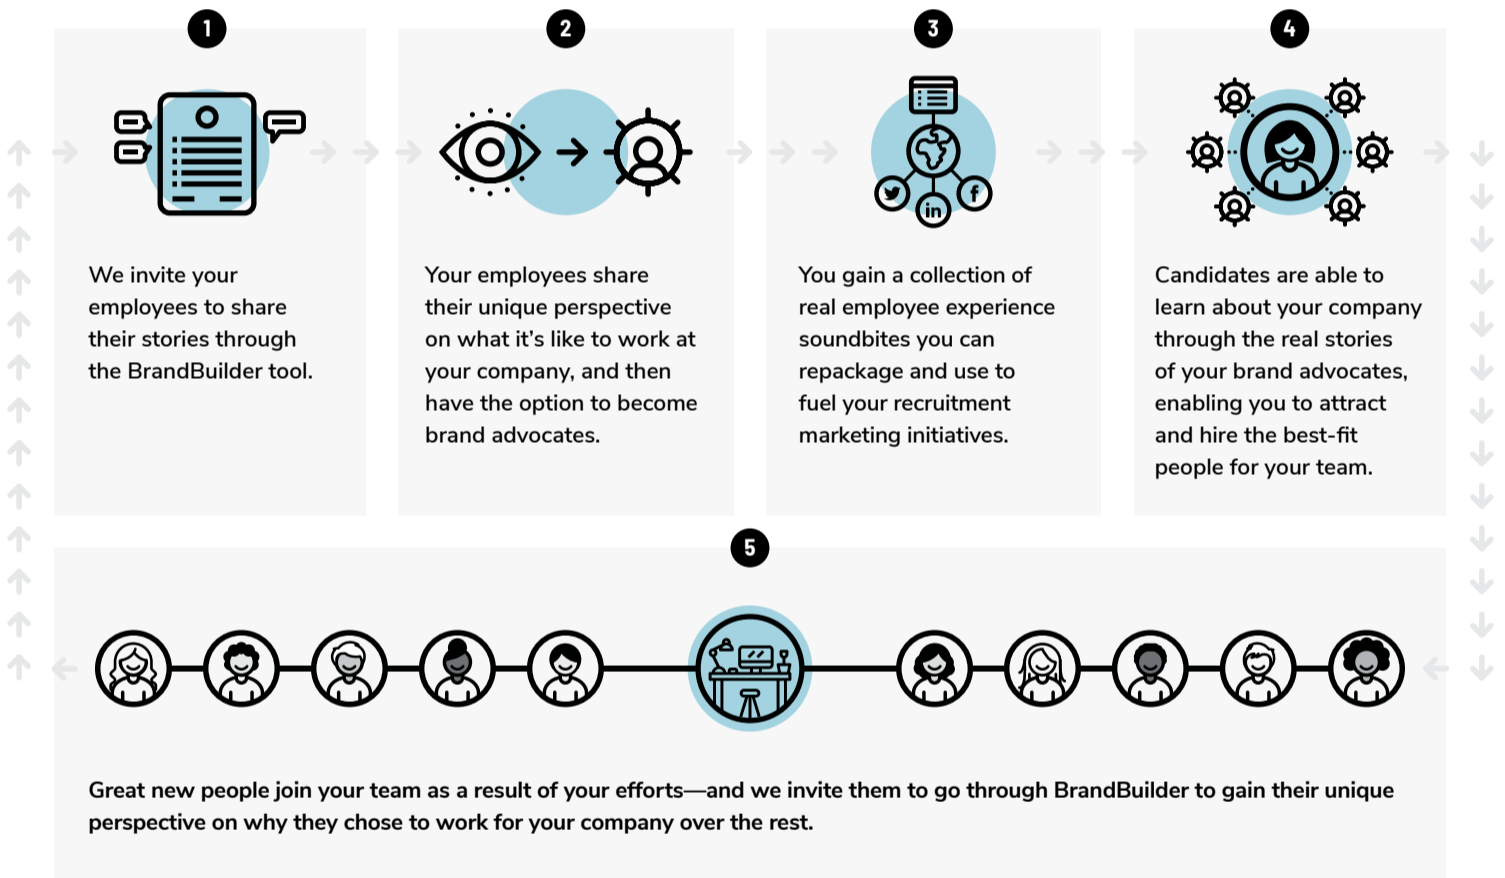 1
We invite your
employees to share
their stories through
the BrandBuilder tool.
2
Your employees share
their unique perspective
on what it’s like to work at
your company, and then
have the option to become
brand advocates.
3
in
f
You gain a collection of
real employee experience
soundbites you can
repackage and use to
fuel your recruitment
marketing initiatives.
4
Candidates are able to
learn about your company
through the real stories
of your brand advocates,
enabling you to attract
and hire the best-fit
people for your team.
5
Great new people join your team as a result of your efforts—and we invite them to go through BrandBuilder to gain their unique
perspective on why they chose to work for your company over the rest.